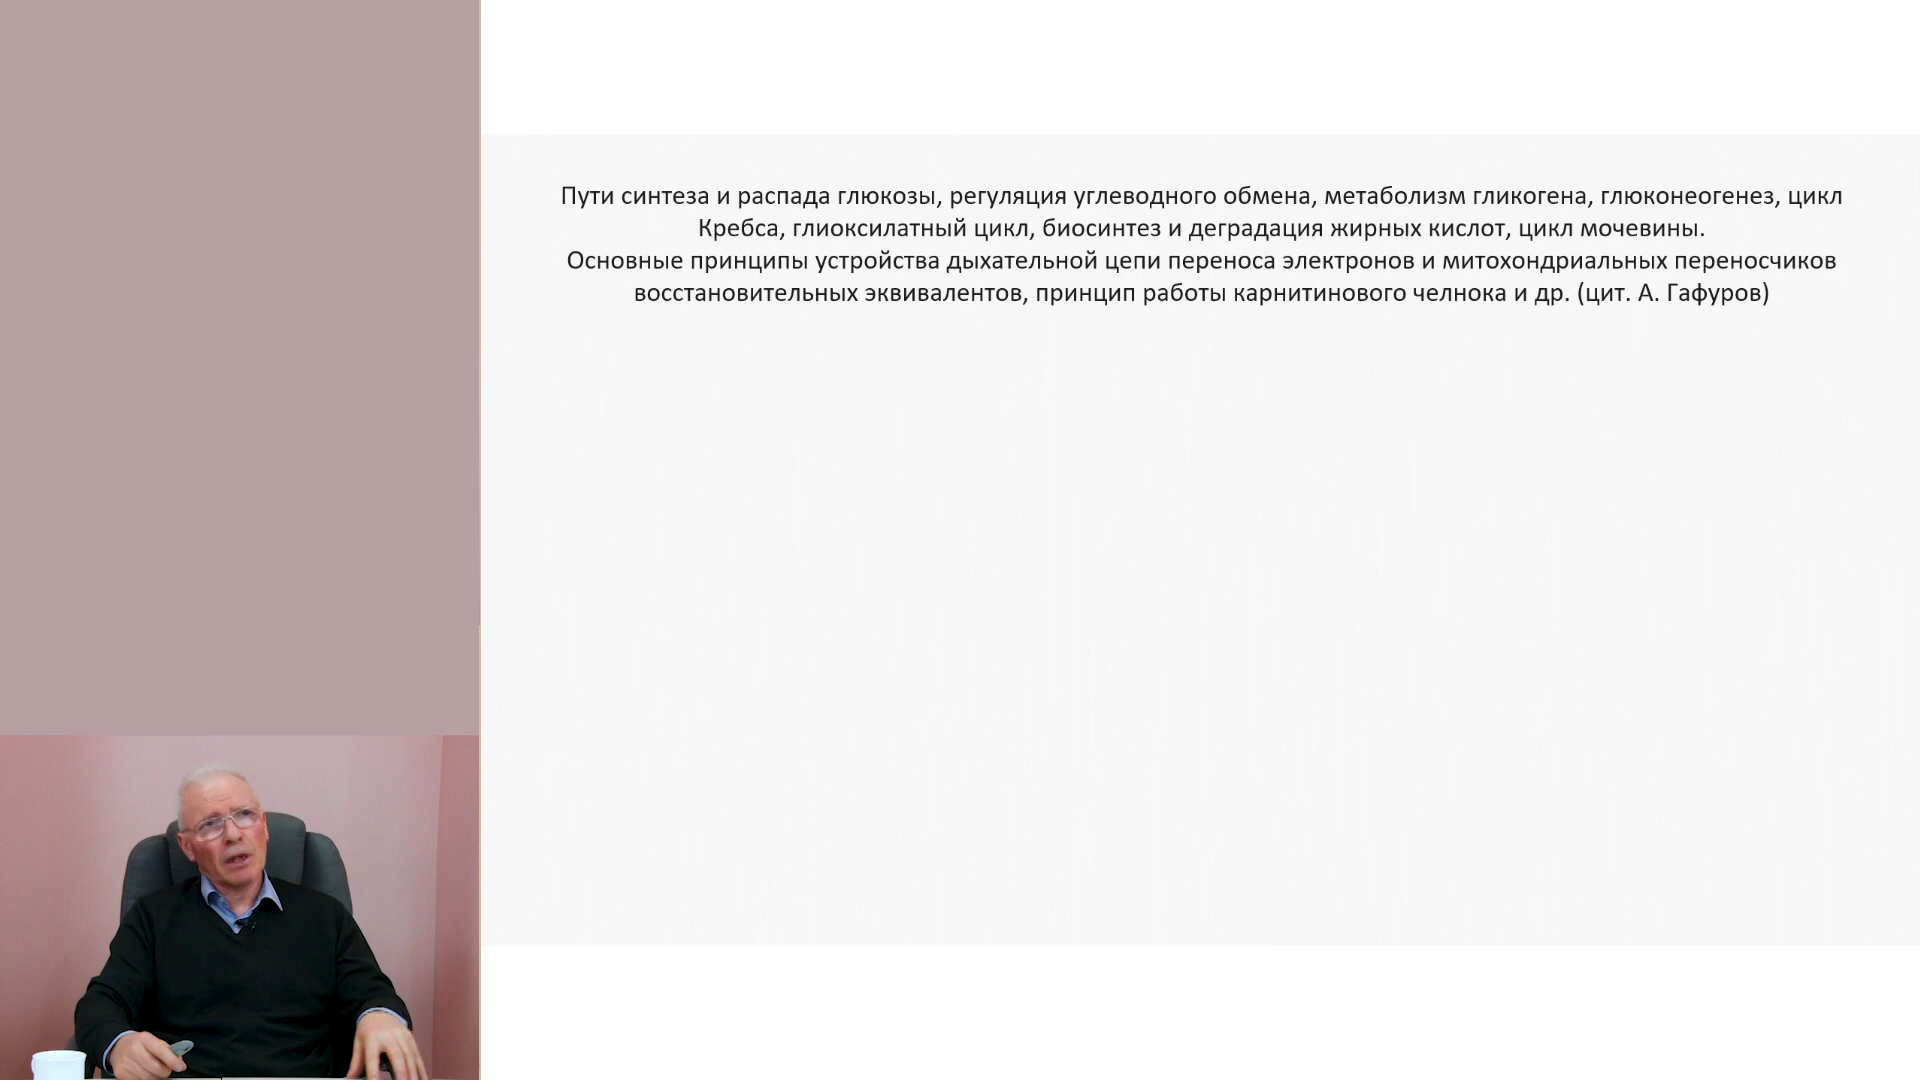 Пути синтеза и распада глюкозы, регуляция углеводного обмена, метаболизм гликогена, глюконеогенез, цикл
Кребса, глиоксилатный цикл, биосинтез и деградация жирных кислот, цикл мочевины.
Основные принципы устройства дыхательной цепи переноса электронов и митохондриальных переносчиков
восстановительных эквивалентов, принцип работы карнитинового челнока и др. (цит. А. Гафуров)